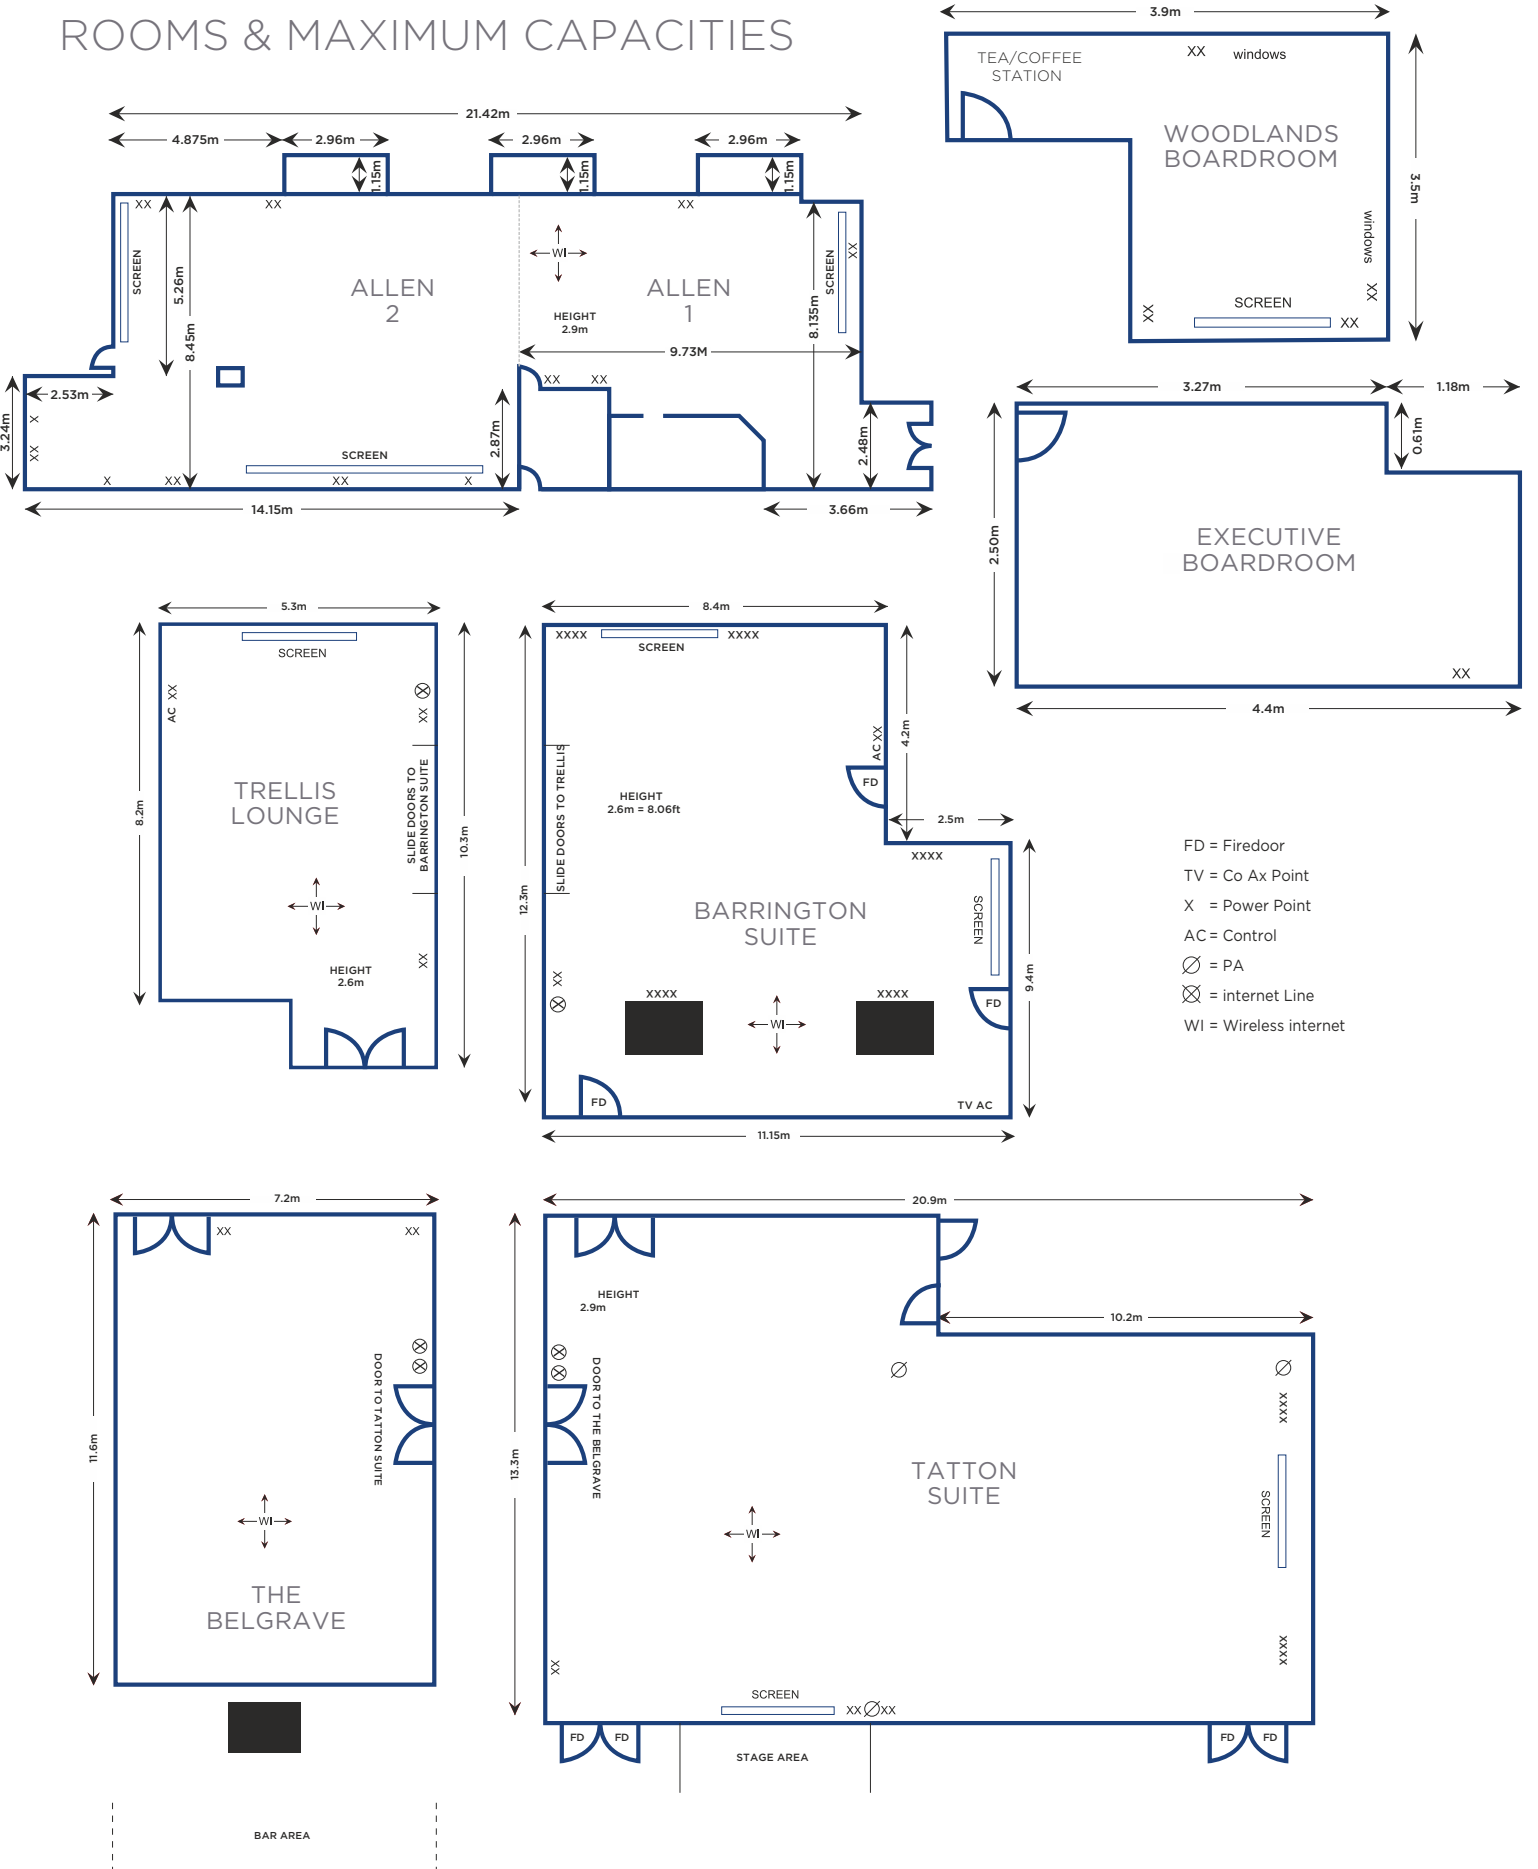 ROOMS & MAXIMUM CAPACITIES
21.42m
4.875m
2.96m
2.96m
2.96m
1.15m
1.15m
1.15m
XX
XX
XX
SCREEN
5.26m
8.45m
ALLEN
2
WI
HEIGHT
2.9m
ALLEN
1
SCREEN
XX
8.135m
9.73M
2.53m
3.24m
X
XX
XX
XX
2.87m
2.48m
SCREEN
X
XX
XX
X
14.15m
3.66m
3.9m
TEA/COFFEE
STATION
XX
windows
WOODLANDS
BOARDROOM
3.5m
windows
XX
XX
SCREEN
XX
3.27m
1.18m
0.61m
2.50m
EXECUTIVE
BOARDROOM
XX
4.4m
5.3m
SCREEN
AC XX
XX
8.2m
TRELLIS
LOUNGE
SLIDE DOORS TO
BARRINGTON SUITE
10.3m
WI
XX
HEIGHT
2.6m
8.4m
XXXX
XXXX
SCREEN
4.2m
AC XX
FD
SLIDE DOORS TO TRELLIS
HEIGHT
2.6m = 8.06ft
2.5m
XXXX
12.3m
BARRINGTON
SUITE
SCREEN
9.4m
XX
XXXX
XXXX
WI
FD
FD
TV AC
11.15m
FD = Firedoor
TV = Co Ax Point
X = Power Point
AC = Control
= PA
= internet Line
WI = Wireless internet
7.2m
XX
XX
DOOR TO TATTON SUITE
11.6m
WI
THE
BELGRAVE
BAR AREA
20.9m
HEIGHT
2.9m
10.2m
DOOR TO THE BELGRAVE
13.3m
XXXX
TATTON
SUITE
SCREEN
WI
XXXX
XX
SCREEN
XX
XX
FD
FD
STAGE AREA
FD
FD